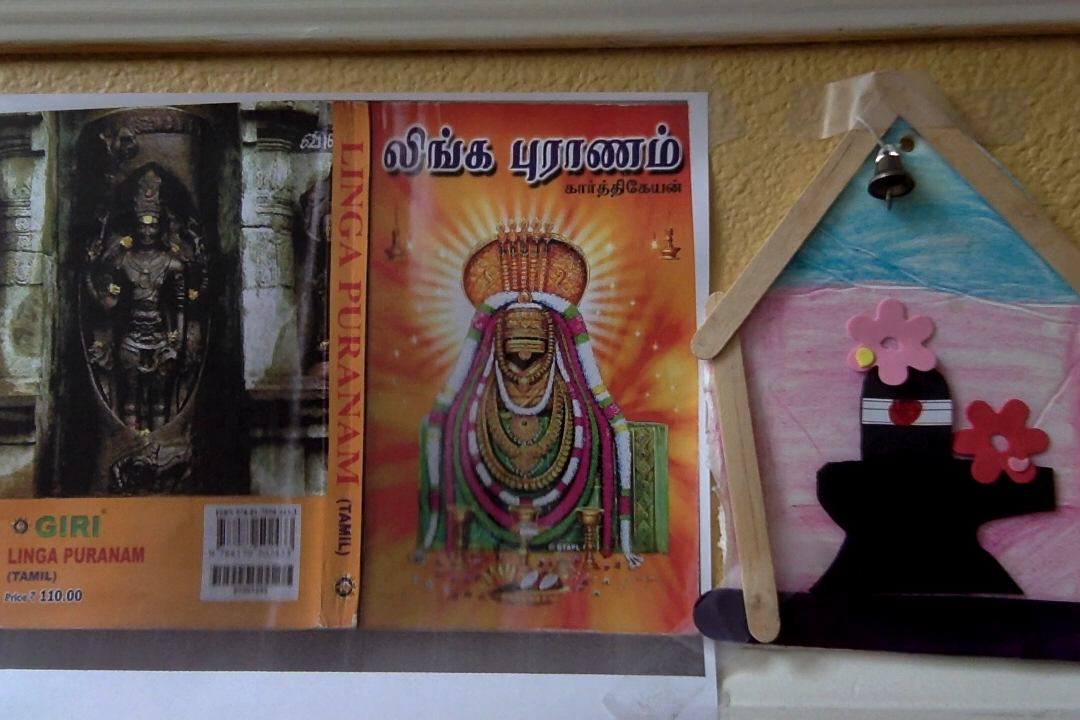 லிங்க புராணம்
கார்த்திகேயன்
LINGA PURANAM (TAMIL)
GIRI
LINGA PURANAM
(TAMIL)
Price ₹ 110.00